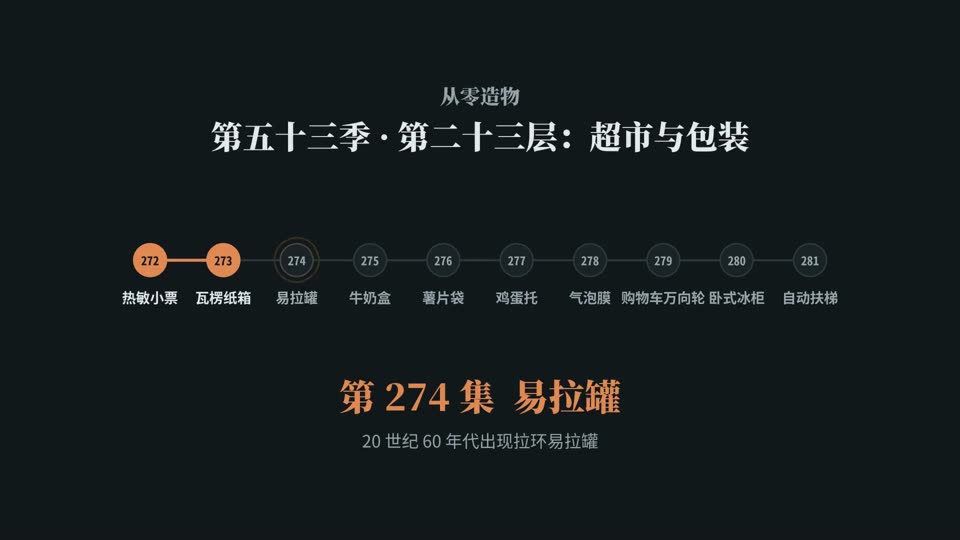 从零造物
第五十三季 · 第二十三层：超市与包装
272 273 274 275 276 277 278 279 280 281
热敏小票 瓦楞纸箱 易拉罐 牛奶盒 薯片袋 鸡蛋托 气泡膜 购物车万向轮 卧式冰柜 自动扶梯
第 274 集 易拉罐
20 世纪 60 年代出现拉环易拉罐